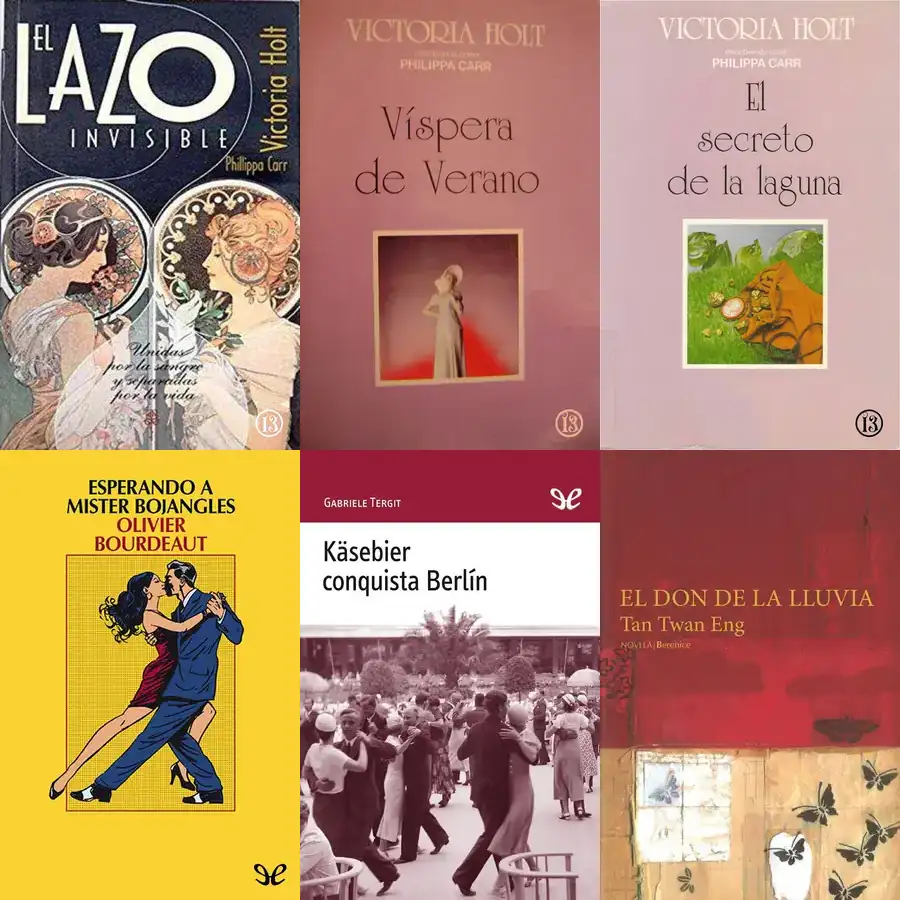 EL
LAZO
INVISIBLE
Victoria Holt
Phillippa Carr
Unidas
por la sangre
y separadas
por la vida
13
VICTORIA HOLT
PHILIPPA CARR
Víspera
de Verano
13
VICTORIA HOLT
PHILIPPA CARR
El
secreto
de la laguna
13
ESPERANDO A
MISTER BOJANGLES
OLIVIER
BOURDEAUT
GABRIELE TERGIT
Käsebier
conquista Berlín
EL DON DE LA LLUVIA
Tan Twan Eng
NOVELA | Berenice